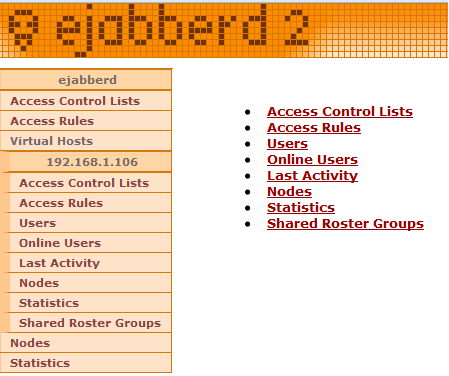 ejabberd 2
ejabberd
Access Control Lists
Access Rules
Virtual Hosts
192.168.1.106
Access Control Lists
Access Rules
Users
Online Users
Last Activity
Nodes
Statistics
Shared Roster Groups
Nodes
Statistics
Access Control Lists
Access Rules
Users
Online Users
Last Activity
Nodes
Statistics
Shared Roster Groups